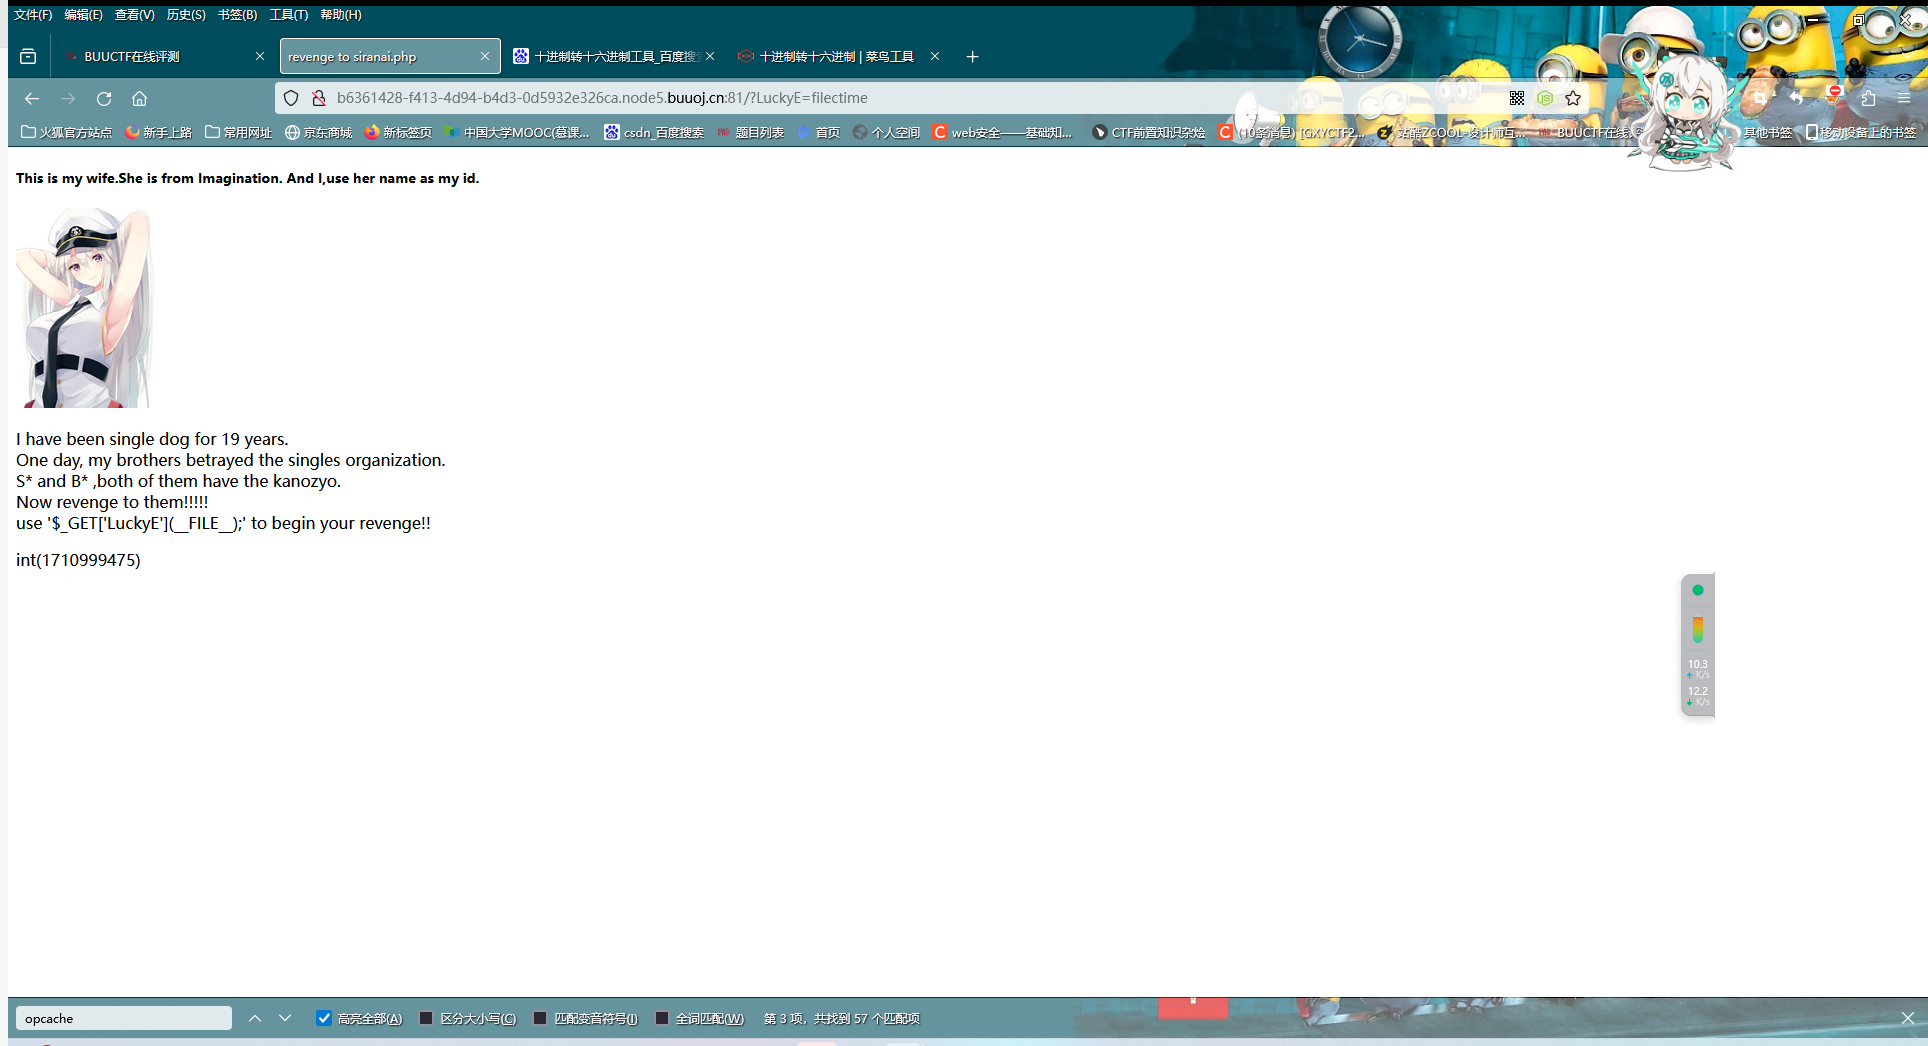 文件(F) 编辑(E) 查看(V) 历史(S) 书签(B) 工具(T) 帮助(H)
BUUCTF在线评测 revenge to siranai.php 十进制转十六进制工具_百度搜 十进制转十六进制 | 菜鸟工具
b6361428-f413-4d94-b4d3-0d5932e326ca.node5.buuoj.cn:81/?LuckyE=filectime
火狐官方站点 新手上路 常用网址 京东商城 新标签页 中国大学MOOC(慕课... csdn_百度搜索 题目列表 首页 个人空间 web安全——基础知... CTF前置知识杂烩 (10条消息) [GXYCTF2... 站酷ZCOOL-设计师互... BUUCTF在线 其他书签 移动设备上的书签
This is my wife.She is from Imagination. And I,use her name as my id.
I have been single dog for 19 years.
One day, my brothers betrayed the singles organization.
S* and B* ,both of them have the kanozyo.
Now revenge to them!!!!!
use '$_GET['LuckyE'](__FILE__);' to begin your revenge!!
int(1710999475)
10.3
K/s
12.2
K/s
opcache 高亮全部(A) 区分大小写(C) 匹配变音符号(I) 全词匹配(W) 第 3 项，共找到 57 个匹配项